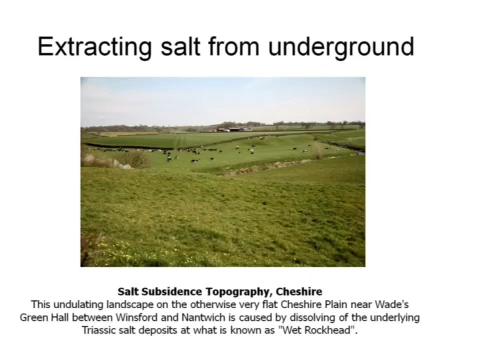 Extracting salt from underground
Salt Subsidence Topography, Cheshire
This undulating landscape on the otherwise very flat Cheshire Plain near Wade's
Green Hall between Winsford and Nantwich is caused by dissolving of the underlying
Triassic salt deposits at what is known as "Wet Rockhead".